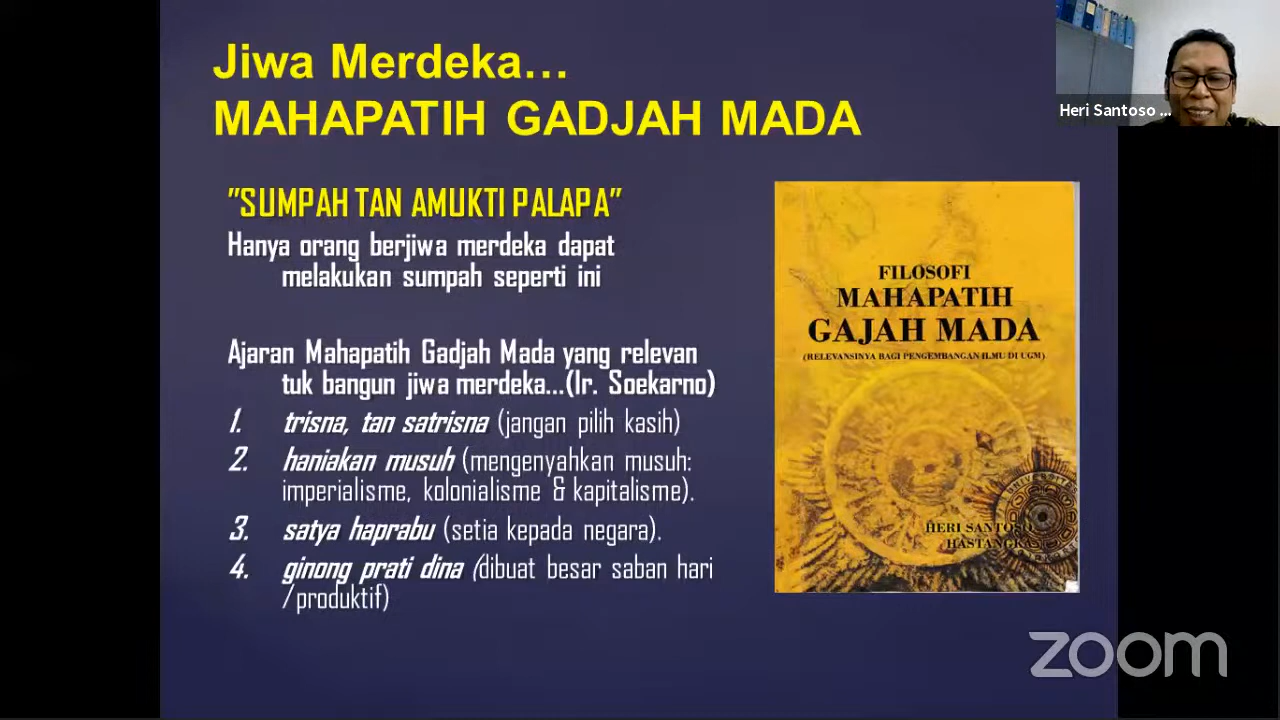 Jiwa Merdeka…
MAHAPATIH GADJAH MADA
"SUMPAH TAN AMUKTI PALAPA"
Hanya orang berjiwa merdeka dapat
melakukan sumpah seperti ini
Ajaran Mahapatih Gadjah Mada yang relevan
tuk bangun jiwa merdeka…(Ir. Soekarno)
1. trisna, tan satrisna (jangan pilih kasih)
2. haniakan musuh (mengenyahkan musuh:
imperialisme, kolonialisme & kapitalisme).
3. satya haprabu (setia kepada negara).
4. ginong prati dina (dibuat besar saban hari
/produktif)
FILOSOFI
MAHAPATIH
GAJAH MADA
(RELEVANSINYA BAGI PENGEMBANGAN ILMU DI UGM)
HERI SANTOSO
HASTANGKA
Heri Santoso ...
zoom